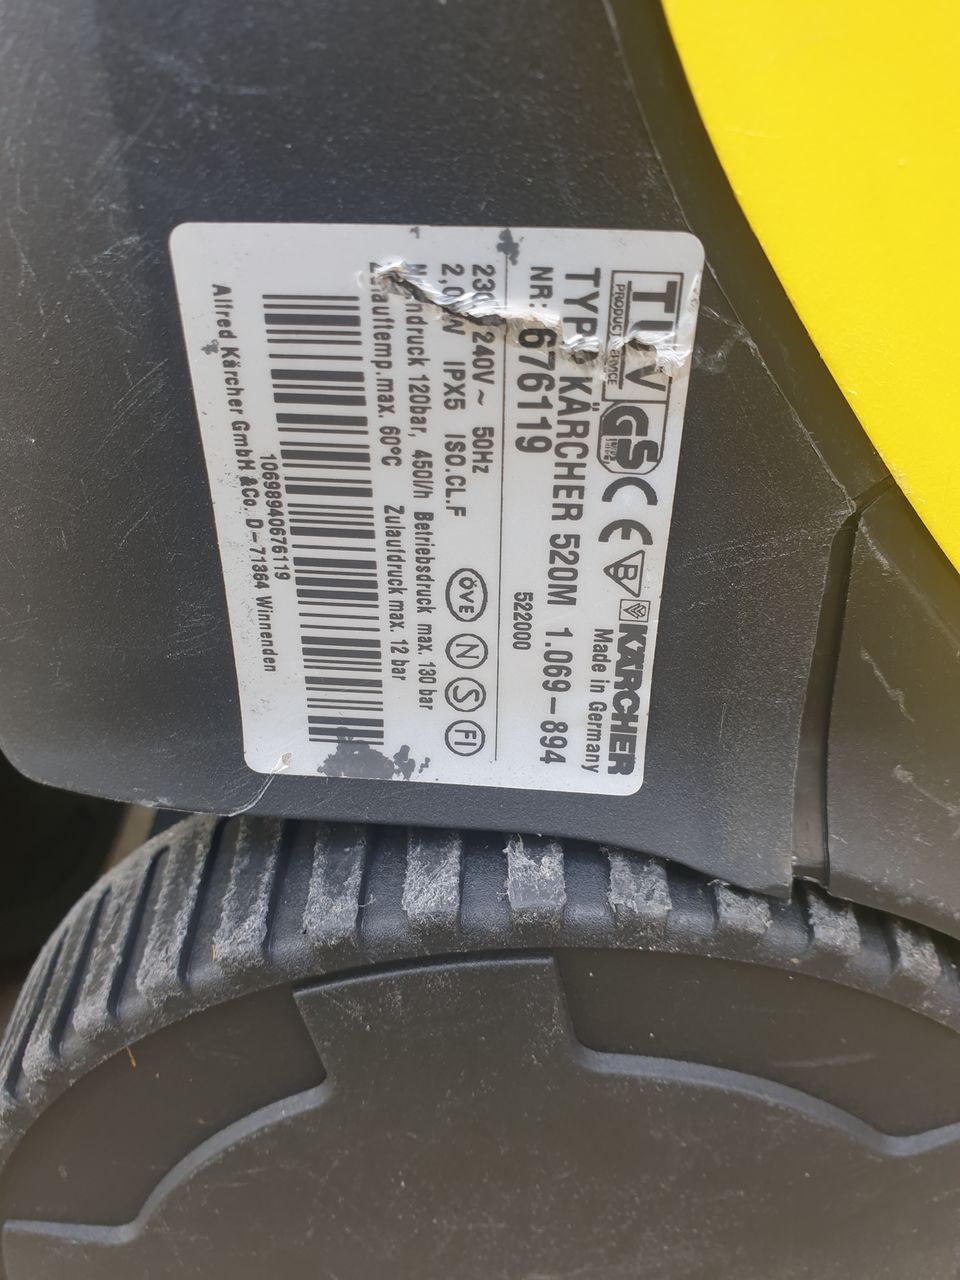 TÜV PRODUCT SERVICE GS CE B KÄRCHER
Made in Germany
TYP: KÄRCHER 520M 1.069-894
NR: 676119 522000
240V~ 50Hz
IPX5 ISO.CL.F ÖVE N S FI
120bar, 450l/h Betriebsdruck max. 130 bar
Zulauftemp.max. 60°C Zulaufdruck max. 12 bar
10698940676119
Alfred Kärcher GmbH &Co. D-71364 Winnenden